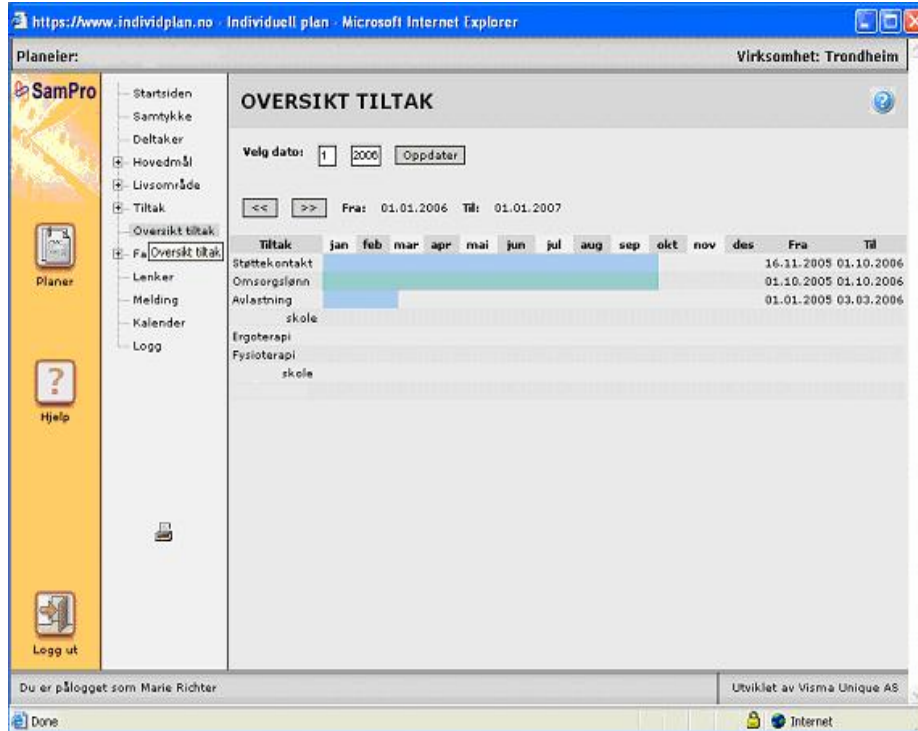 https://www.individplan.no - Individuell plan - Microsoft Internet Explorer
Planeier:
Virksomhet: Trondheim
SamPro
Planer
Hjelp
Logg ut
Startsiden
Samtykke
Deltaker
Hovedmål
Livsområde
Tiltak
Oversikt tiltak
Fa Oversikt tiltak
Lenker
Melding
Kalender
Logg
OVERSIKT TILTAK
Velg dato: 1 2006 Oppdater
<< >> Fra: 01.01.2006 Til: 01.01.2007
Tiltak jan feb mar apr mai jun jul aug sep okt nov des Fra Til
Støttekontakt 16.11.2005 01.10.2006
Omsorgslønn 01.10.2005 01.10.2006
Avlastning 01.01.2005 03.03.2006
skole
Ergoterapi
Fysioterapi
skole
Du er pålogget som Marie Richter
Utviklet av Visma Unique AS
Done
Internet